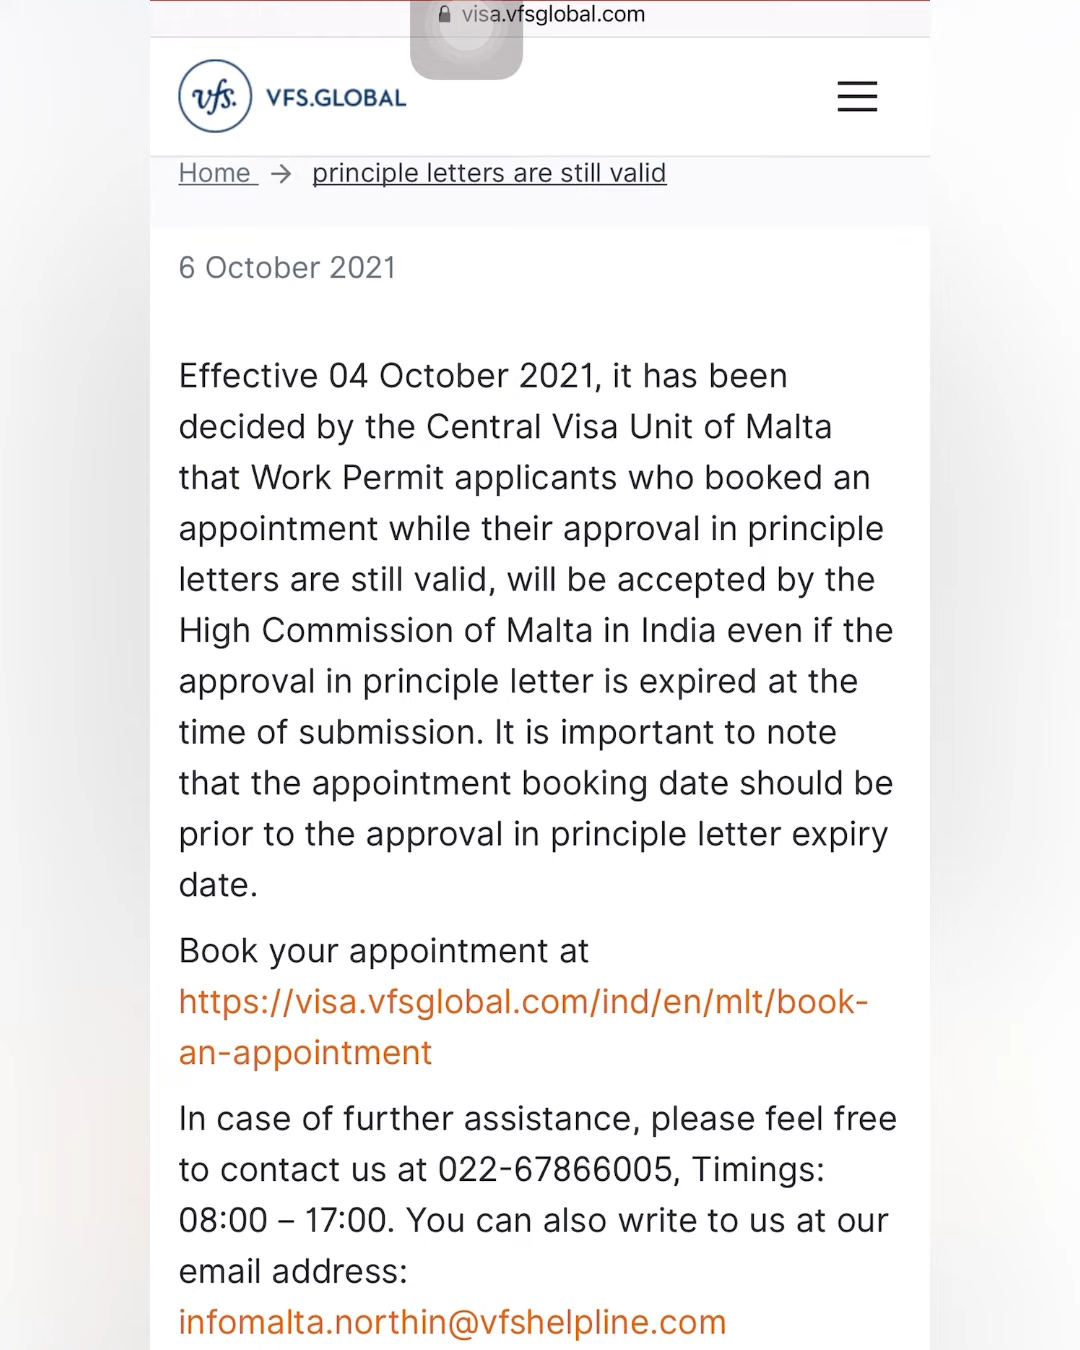 visa.vfsglobal.com
vfs. VFS.GLOBAL
Home → principle letters are still valid
6 October 2021
Effective 04 October 2021, it has been
decided by the Central Visa Unit of Malta
that Work Permit applicants who booked an
appointment while their approval in principle
letters are still valid, will be accepted by the
High Commission of Malta in India even if the
approval in principle letter is expired at the
time of submission. It is important to note
that the appointment booking date should be
prior to the approval in principle letter expiry
date.
Book your appointment at
https://visa.vfsglobal.com/ind/en/mlt/book-
an-appointment
In case of further assistance, please feel free
to contact us at 022-67866005, Timings:
08:00 – 17:00. You can also write to us at our
email address:
infomalta.northin@vfshelpline.com